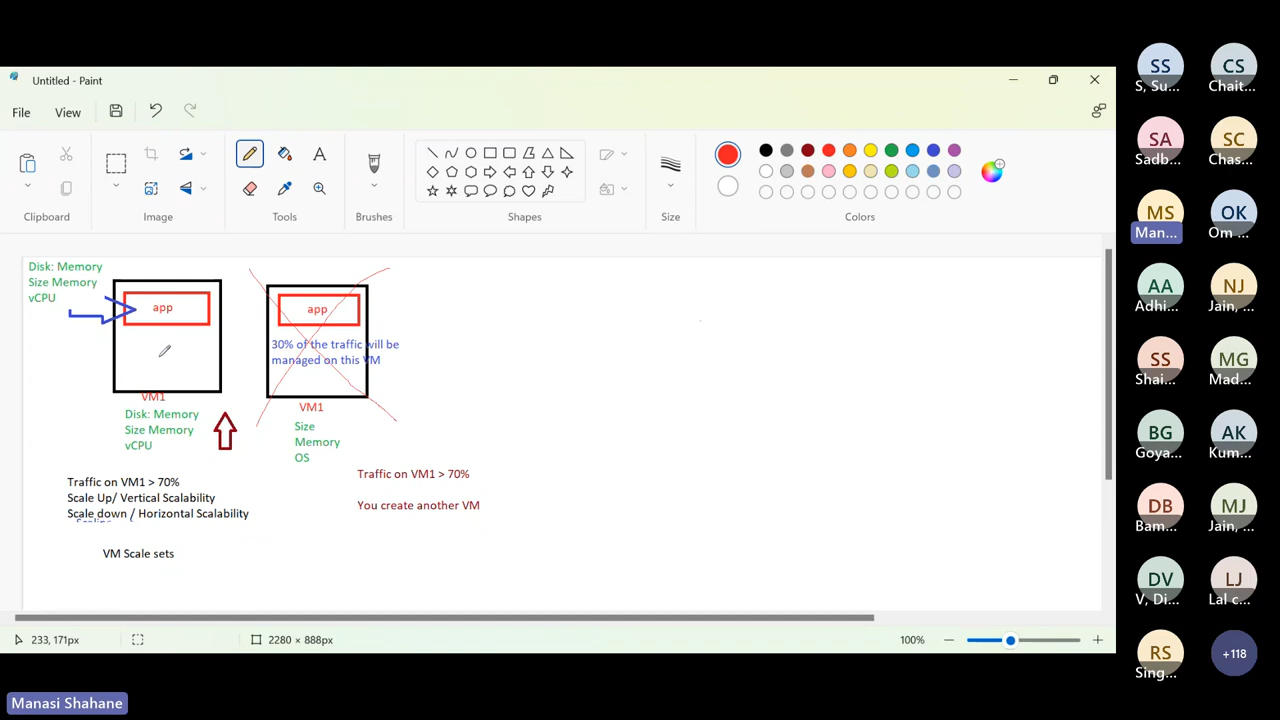 Untitled - Paint
File
View
Clipboard
Image
Tools
Brushes
Shapes
Size
Colors
Disk: Memory
Size Memory
vCPU
app
VM1
Disk: Memory
Size Memory
vCPU
app
30% of the traffic will be
managed on this VM
VM1
Size
Memory
OS
Traffic on VM1 > 70%
Scale Up/ Vertical Scalability
Scale down / Horizontal Scalability
VM Scale sets
Traffic on VM1 > 70%
You create another VM
233, 171px
2280 × 888px
100%
SS
S, Su...
CS
Chait...
SA
Sadb...
SC
Chas...
MS
Man...
OK
Om ...
AA
Adhi...
NJ
Jain, ...
SS
Shai...
MG
Mad...
BG
Goya...
AK
Kum...
DB
Bam...
MJ
Jain, ...
DV
V, Di...
LJ
Lal c...
RS
Sing...
+118
Manasi Shahane